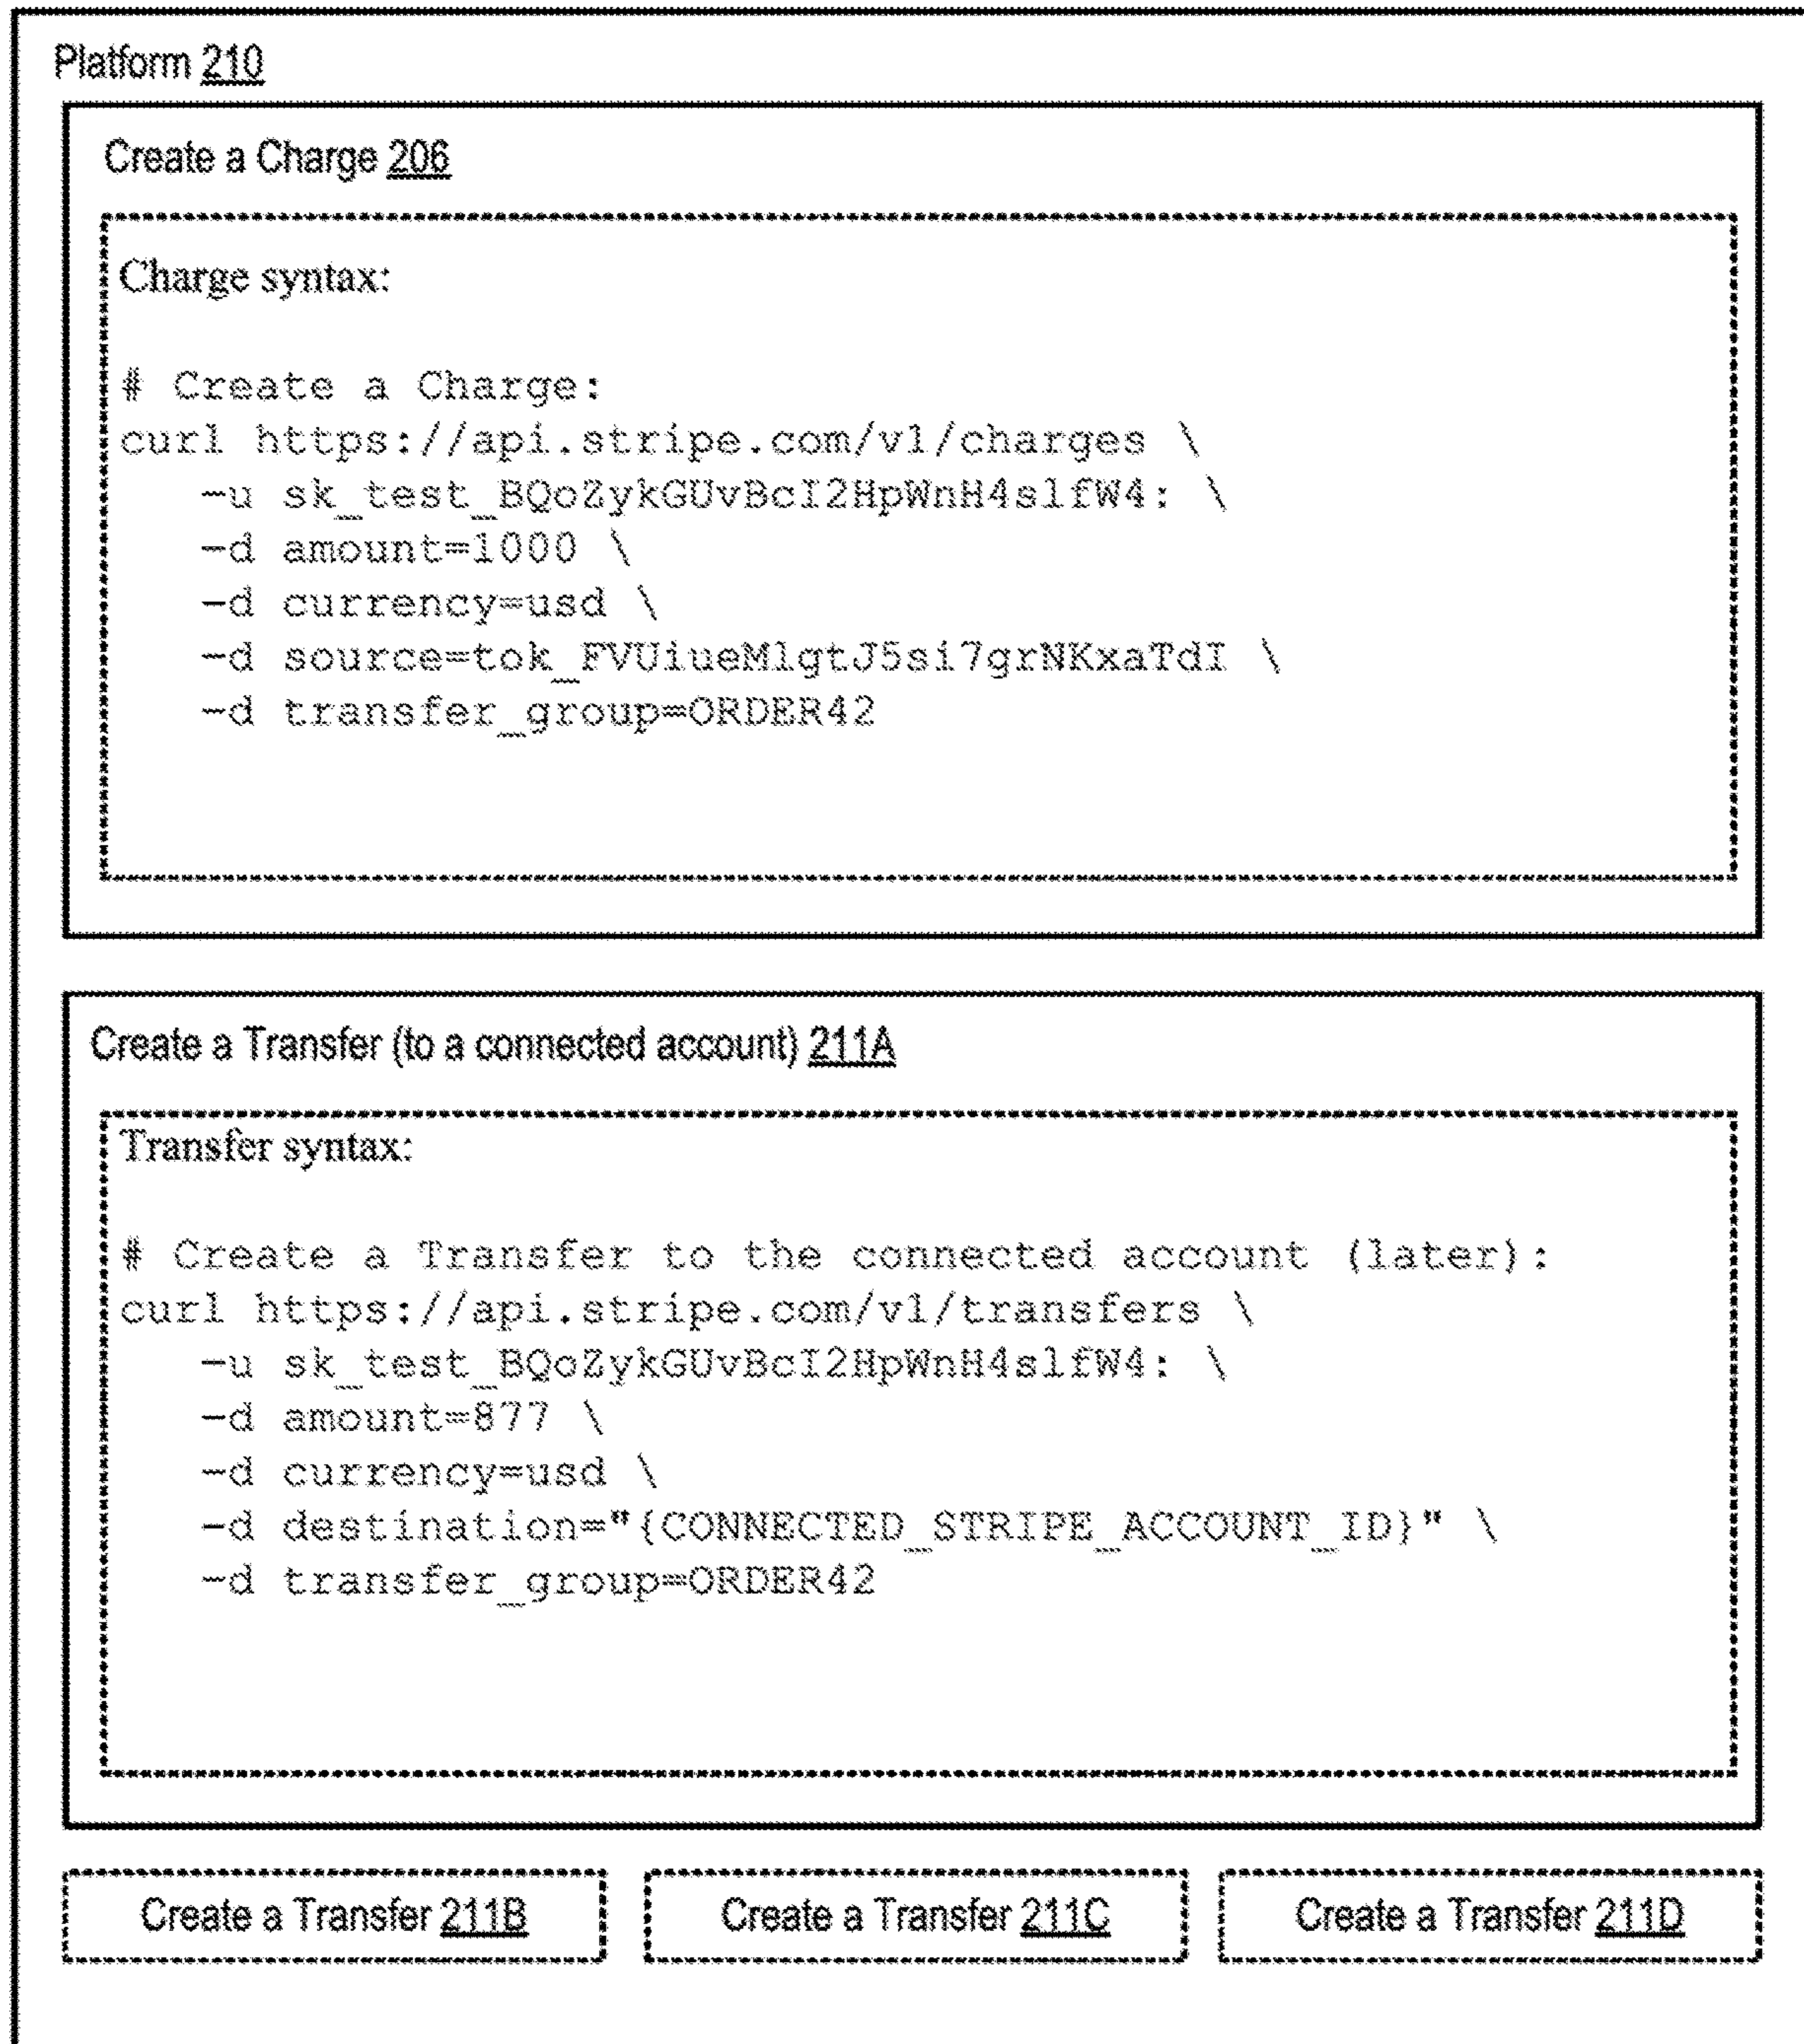 Platform 210
Create a Charge 206
Charge syntax:
# Create a Charge:
curl https://api.stripe.com/v1/charges \
-u sk_test_BQoZykGUvBcI2HpWnH4slfW4: \
-d amount=1000 \
-d currency=usd \
-d source=tok_FVUiueMlgtJ5si7grNKxaTdI \
-d transfer_group=ORDER42
Create a Transfer (to a connected account) 211A
Transfer syntax:
# Create a Transfer to the connected account (later):
curl https://api.stripe.com/v1/transfers \
-u sk_test_BQoZykGUvBcI2HpWnH4slfW4: \
-d amount=877 \
-d currency=usd \
-d destination="{CONNECTED_STRIPE_ACCOUNT_ID}" \
-d transfer_group=ORDER42
Create a Transfer 211B
Create a Transfer 211C
Create a Transfer 211D